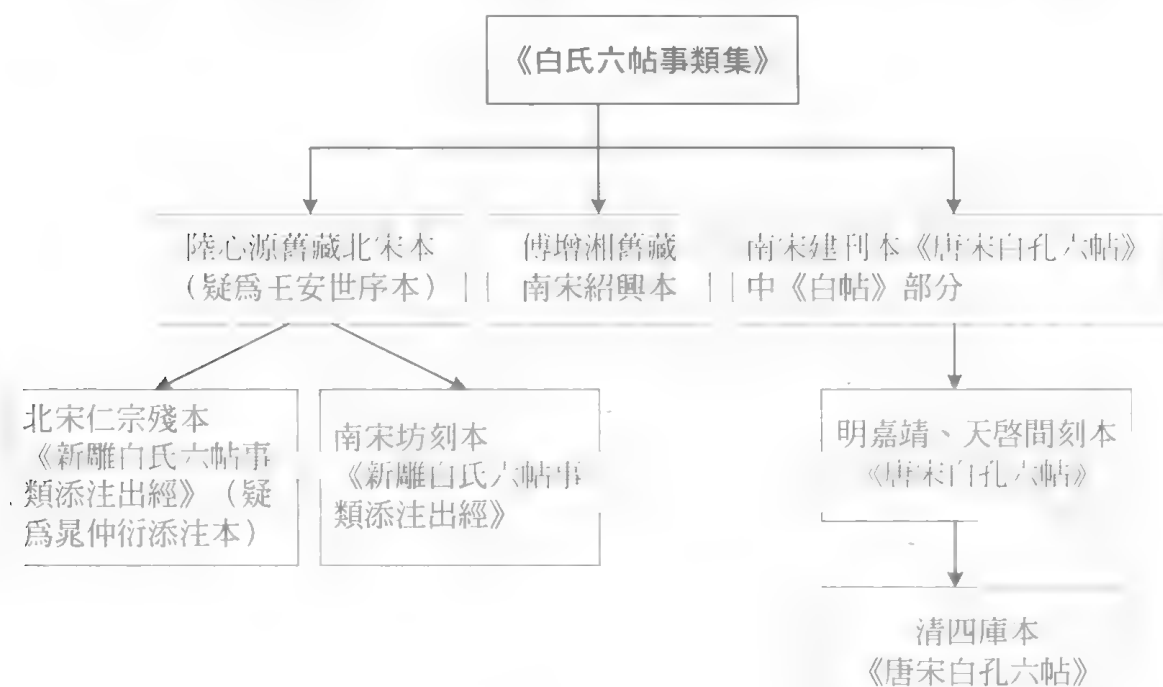 《白氏六帖事類集》
陸心源舊藏北宋本
（疑爲王安世序本）
傅增湘舊藏
南宋紹興本
南宋建刊本《唐宋白孔六帖》
中《白帖》部分
北宋仁宗殘本
《新雕白氏六帖事
類添注出經》（疑
爲晁仲衍添注本）
南宋坊刻本
《新雕白氏六帖事
類添注出經》
明嘉靖、天啓間刻本
《唐宋白孔六帖》
清四庫本
《唐宋白孔六帖》